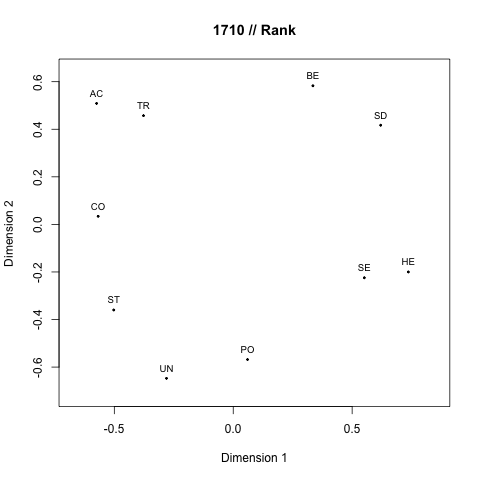 1710 // Rank
BE
AC
TR
SD
CO
SE
HE
ST
PO
UN
0.6
0.4
0.2
0.0
-0.2
-0.4
-0.6
Dimension 2
-0.5
0.0
0.5
Dimension 1